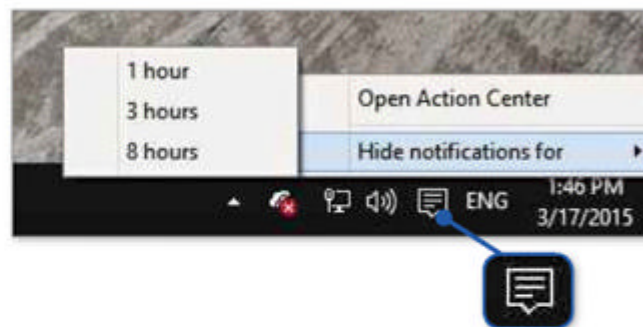 1 hour
3 hours
8 hours
Open Action Center
Hide notifications for
ENG
1:46 PM
3/17/2015